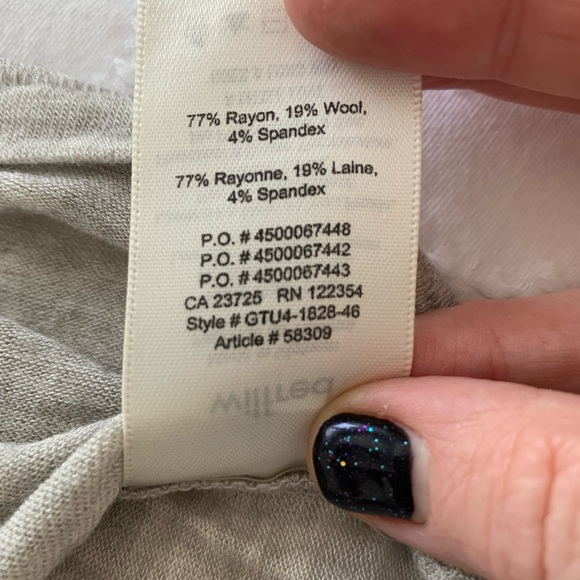 77% Rayon, 19% Wool,
4% Spandex
77% Rayonne, 19% Laine,
4% Spandex
P.O. # 4500067448
P.O. # 4500067442
P.O. # 4500067443
CA 23725 RN 122354
Style # GTU4-1828-46
Article # 58309
wilfred